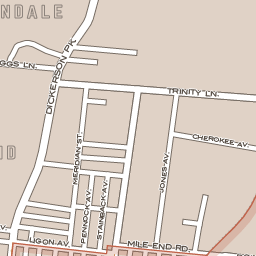 NDALE
GGS LN.
DICKERSON PK.
TRINITY LN.
CHEROKEE AV.
MERIDIAN ST.
JONES AV.
PENNOCK AV.
STAINBACK AV.
LIGON AV.
MILE-END RD.